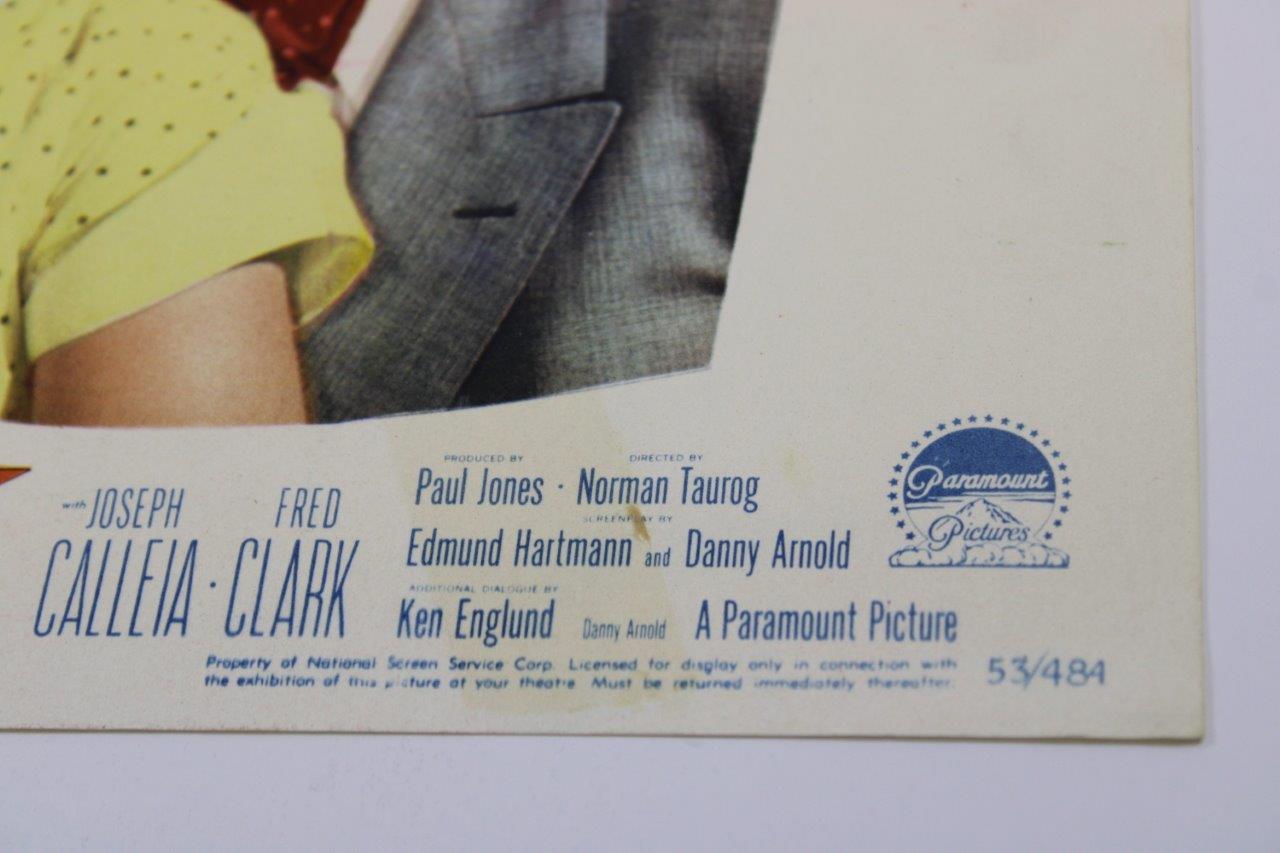 with JOSEPH CALLEIA · FRED CLARK
PRODUCED BY DIRECTED BY
Paul Jones · Norman Taurog
SCREENPLAY BY
Edmund Hartmann and Danny Arnold
ADDITIONAL DIALOGUE BY
Ken Englund Danny Arnold A Paramount Picture
Paramount
Pictures
Property of National Screen Service Corp. Licensed for display only in connection with
the exhibition of this picture at your theatre. Must be returned immediately thereafter.
53/484